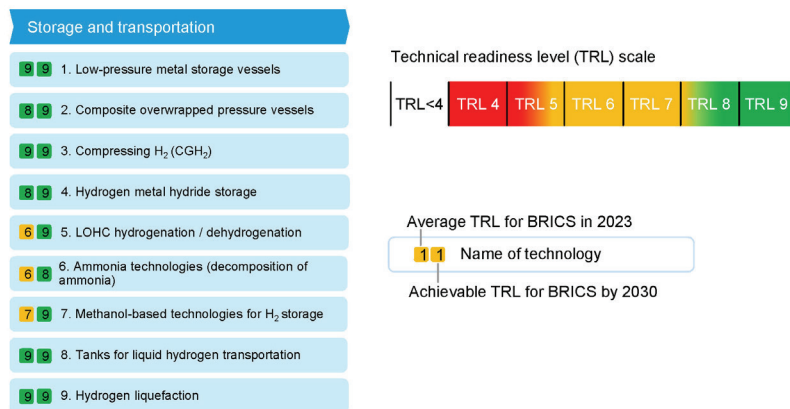 Storage and transportation
9 9 1. Low-pressure metal storage vessels
8 9 2. Composite overwrapped pressure vessels
9 9 3. Compressing H₂ (CGH₂)
8 9 4. Hydrogen metal hydride storage
6 9 5. LOHC hydrogenation / dehydrogenation
6 8 6. Ammonia technologies (decomposition of
ammonia)
7 9 7. Methanol-based technologies for H₂ storage
9 9 8. Tanks for liquid hydrogen transportation
9 9 9. Hydrogen liquefaction
Technical readiness level (TRL) scale
TRL<4 TRL 4 TRL 5 TRL 6 TRL 7 TRL 8 TRL 9
Average TRL for BRICS in 2023
1 1 Name of technology
Achievable TRL for BRICS by 2030